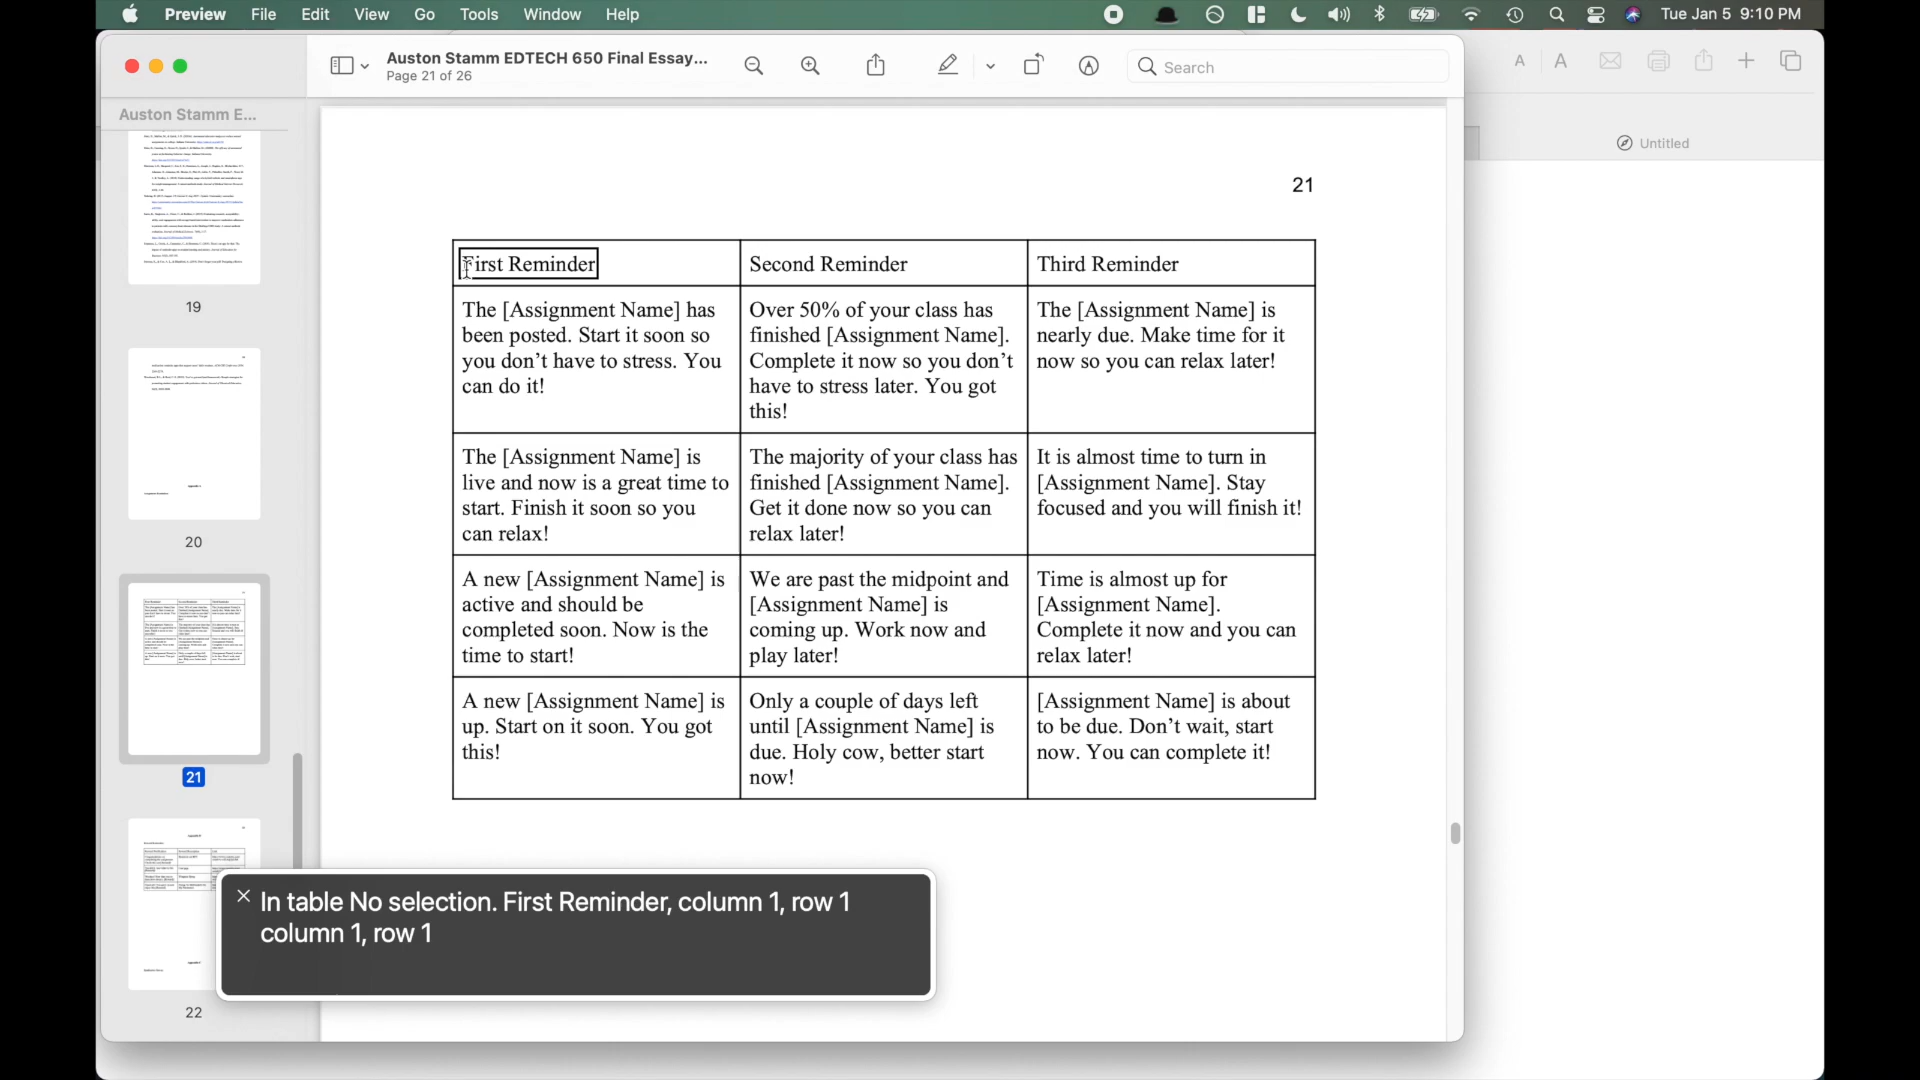 Preview File Edit View Go Tools Window Help
Tue Jan 5 9:10 PM
Auston Stamm EDTECH 650 Final Essay...
Page 21 of 26
Search
A A
Untitled
Auston Stamm E...
19
20
21
22
21
First Reminder
Second Reminder
Third Reminder
The [Assignment Name] has
been posted. Start it soon so
you don’t have to stress. You
can do it!
Over 50% of your class has
finished [Assignment Name].
Complete it now so you don’t
have to stress later. You got
this!
The [Assignment Name] is
nearly due. Make time for it
now so you can relax later!
The [Assignment Name] is
live and now is a great time to
start. Finish it soon so you
can relax!
The majority of your class has
finished [Assignment Name].
Get it done now so you can
relax later!
It is almost time to turn in
[Assignment Name]. Stay
focused and you will finish it!
A new [Assignment Name] is
active and should be
completed soon. Now is the
time to start!
We are past the midpoint and
[Assignment Name] is
coming up. Work now and
play later!
Time is almost up for
[Assignment Name].
Complete it now and you can
relax later!
A new [Assignment Name] is
up. Start on it soon. You got
this!
Only a couple of days left
until [Assignment Name] is
due. Holy cow, better start
now!
[Assignment Name] is about
to be due. Don’t wait, start
now. You can complete it!
In table No selection. First Reminder, column 1, row 1
column 1, row 1